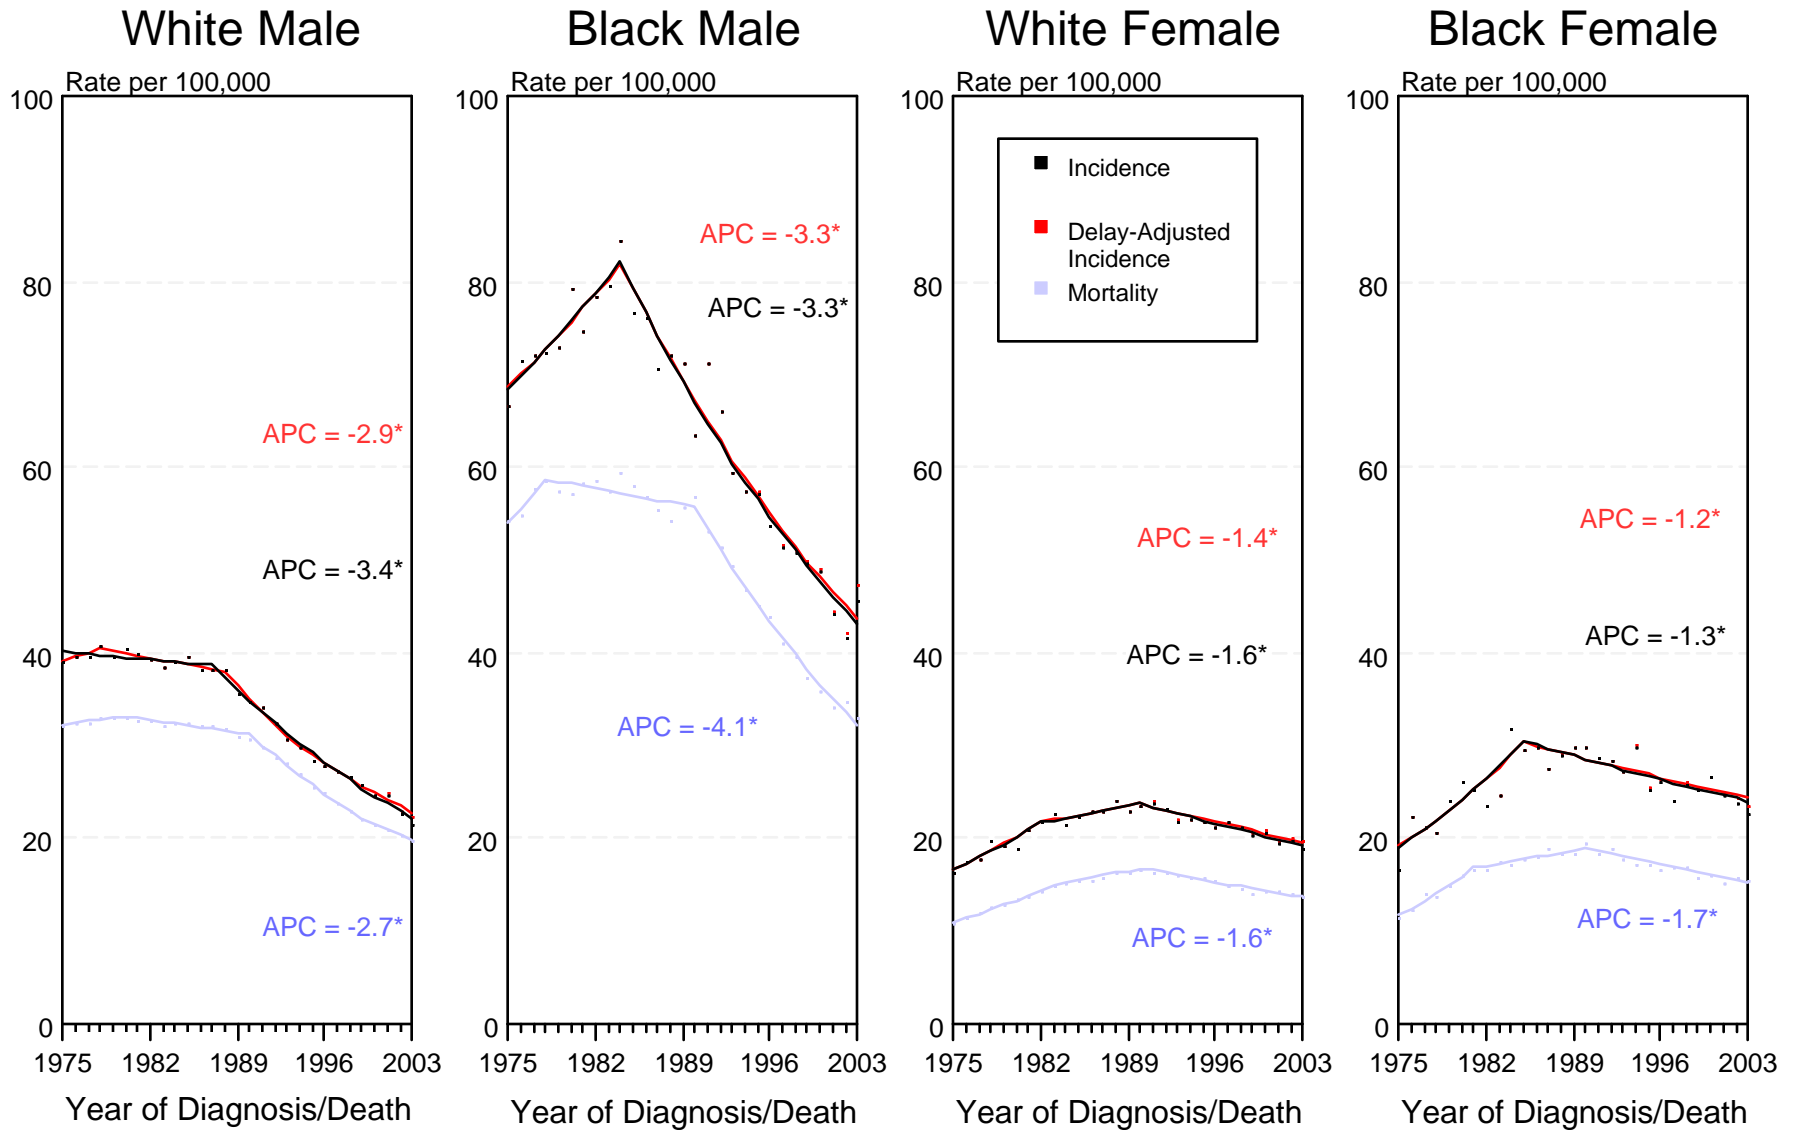 White Male
Rate per 100,000
100
80
60
40
20
0
APC = -2.9*
APC = -3.4*
APC = -2.7*
1975 1982 1989 1996 2003
Year of Diagnosis/Death
Black Male
Rate per 100,000
100
80
60
40
20
0
APC = -3.3*
APC = -3.3*
APC = -4.1*
1975 1982 1989 1996 2003
Year of Diagnosis/Death
White Female
Rate per 100,000
100
80
60
40
20
0
Incidence
Delay-Adjusted
Incidence
Mortality
APC = -1.4*
APC = -1.6*
APC = -1.6*
1975 1982 1989 1996 2003
Year of Diagnosis/Death
Black Female
Rate per 100,000
100
80
60
40
20
0
APC = -1.2*
APC = -1.3*
APC = -1.7*
1975 1982 1989 1996 2003
Year of Diagnosis/Death